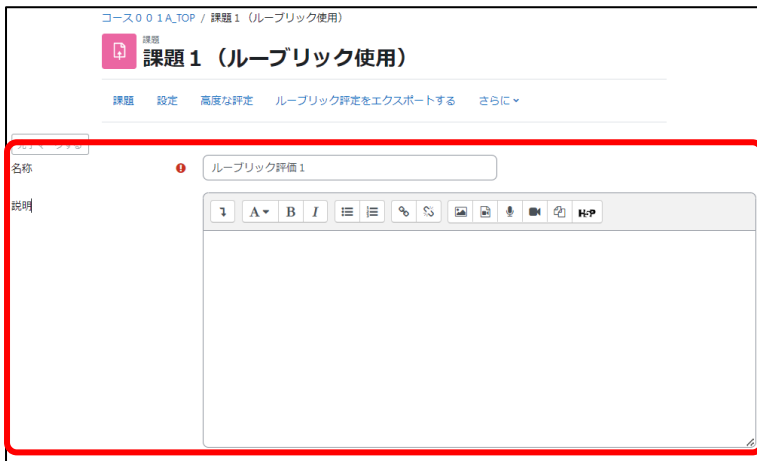 コース００１A_TOP / 課題１（ルーブリック使用）
課題
課題１（ルーブリック使用）
課題 設定 高度な評定 ルーブリック評定をエクスポートする さらに
名称
ルーブリック評価１
説明
A B I H5P